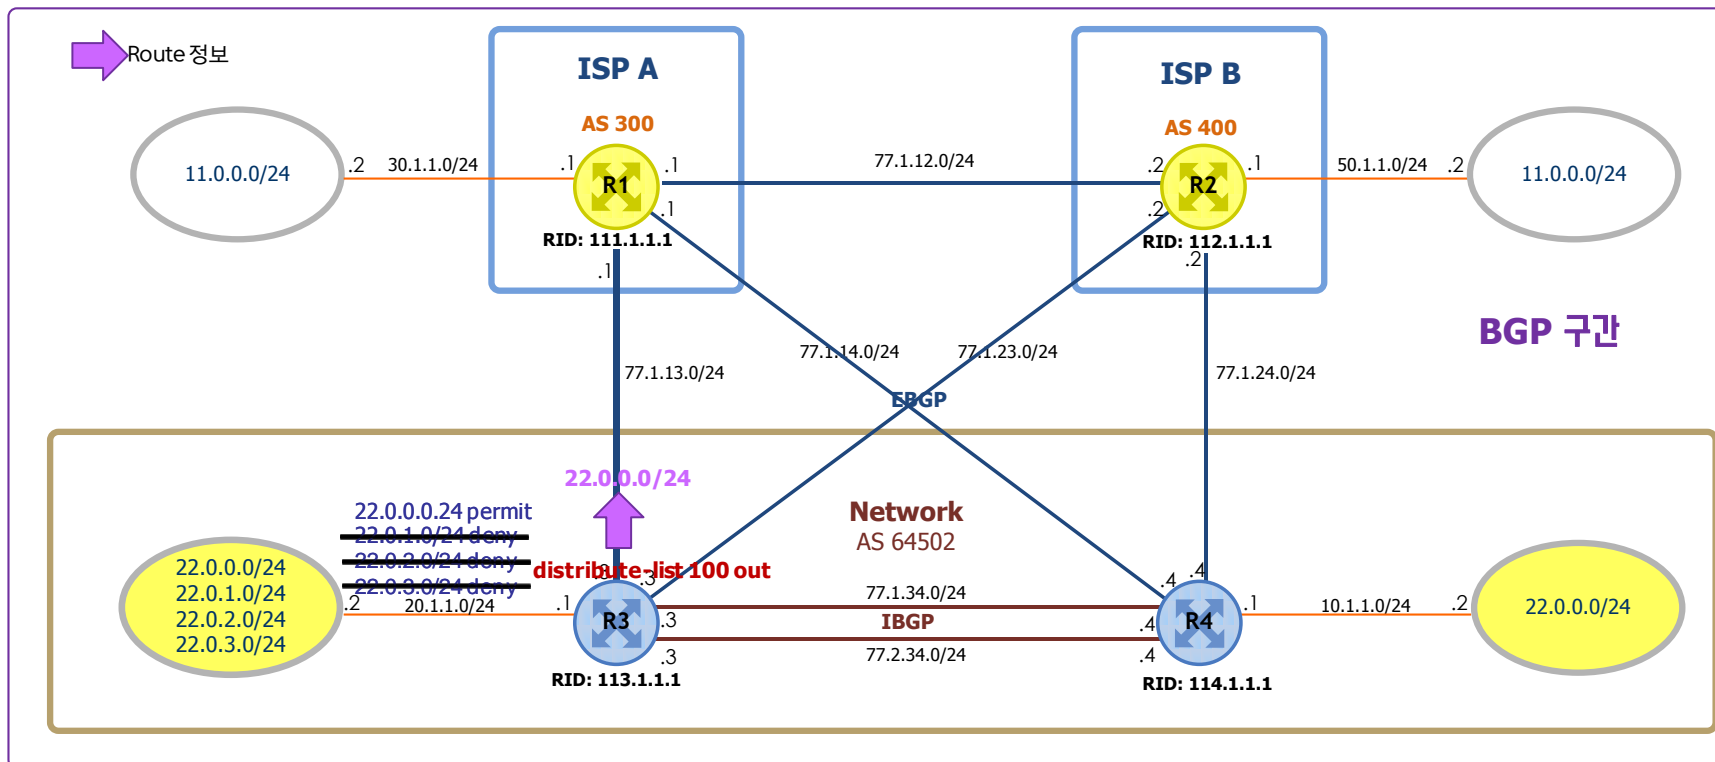 Route 정보
ISP A
ISP B
AS 300
AS 400
11.0.0.0/24
.2
30.1.1.0/24
.1
R1
.1
.1
77.1.12.0/24
.2
.2
R2
.1
50.1.1.0/24
.2
11.0.0.0/24
RID: 111.1.1.1
.1
RID: 112.1.1.1
.2
BGP 구간
77.1.13.0/24
77.1.14.0/24
77.1.23.0/24
77.1.24.0/24
EBGP
22.0.0.0/24
22.0.0.0.24 permit
22.0.1.0/24 deny
22.0.2.0/24 deny
22.0.3.0/24 deny
distribute-list 100 out
Network
AS 64502
22.0.0.0/24
22.0.1.0/24
22.0.2.0/24
22.0.3.0/24
.2
20.1.1.0/24
.1
.3
.3
R3
.3
.3
77.1.34.0/24
IBGP
77.2.34.0/24
.4
.4
.4
.4
R4
.1
10.1.1.0/24
.2
22.0.0.0/24
RID: 113.1.1.1
RID: 114.1.1.1